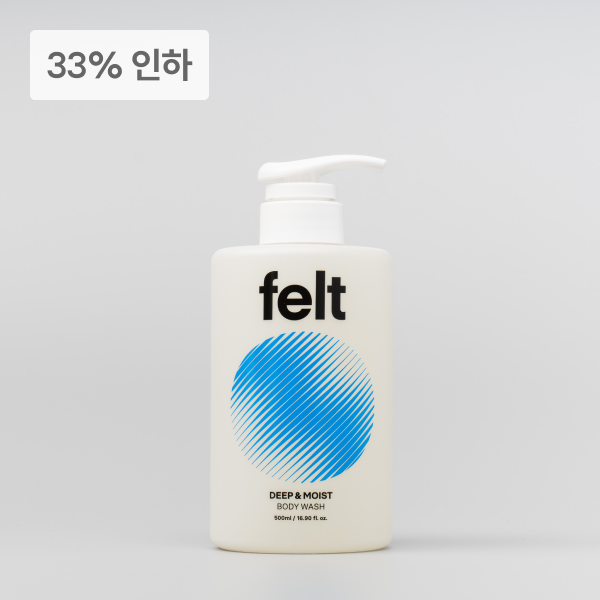 33% 인하
felt
DEEP & MOIST
BODY WASH
500ml / 16.90 fl. oz.